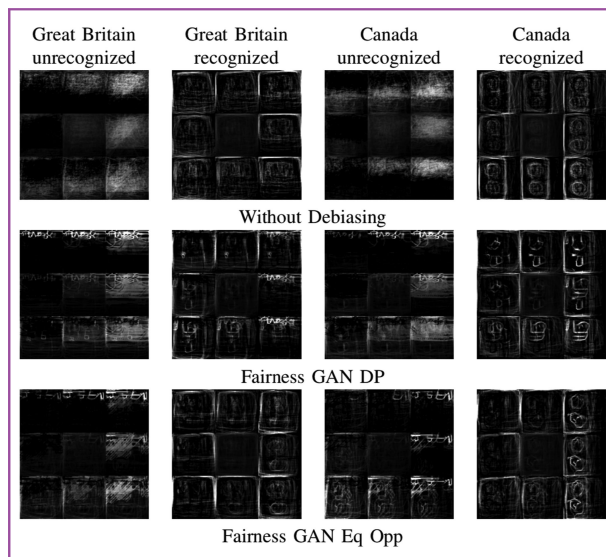 Great Britain unrecognized
Great Britain recognized
Canada unrecognized
Canada recognized
Without Debiasing
Fairness GAN DP
Fairness GAN Eq Opp